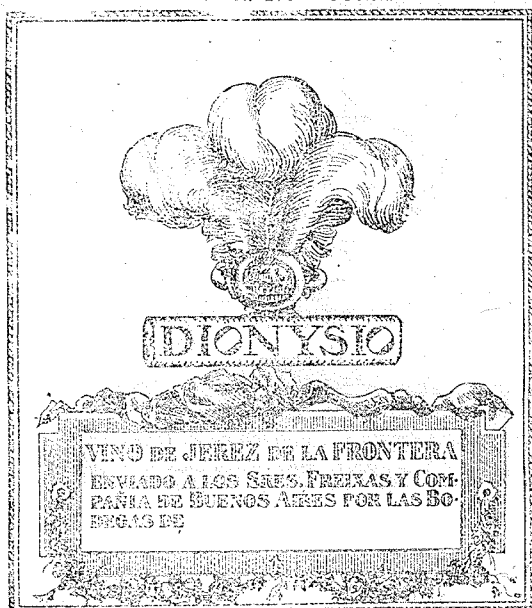 DIONYSIO
VINO DE JEREZ DE LA FRONTERA
ENVIADO A LOS SRES. FREIXAS Y COM-
PAÑIA DE BUENOS AIRES POR LAS BO-
DEGAS DE